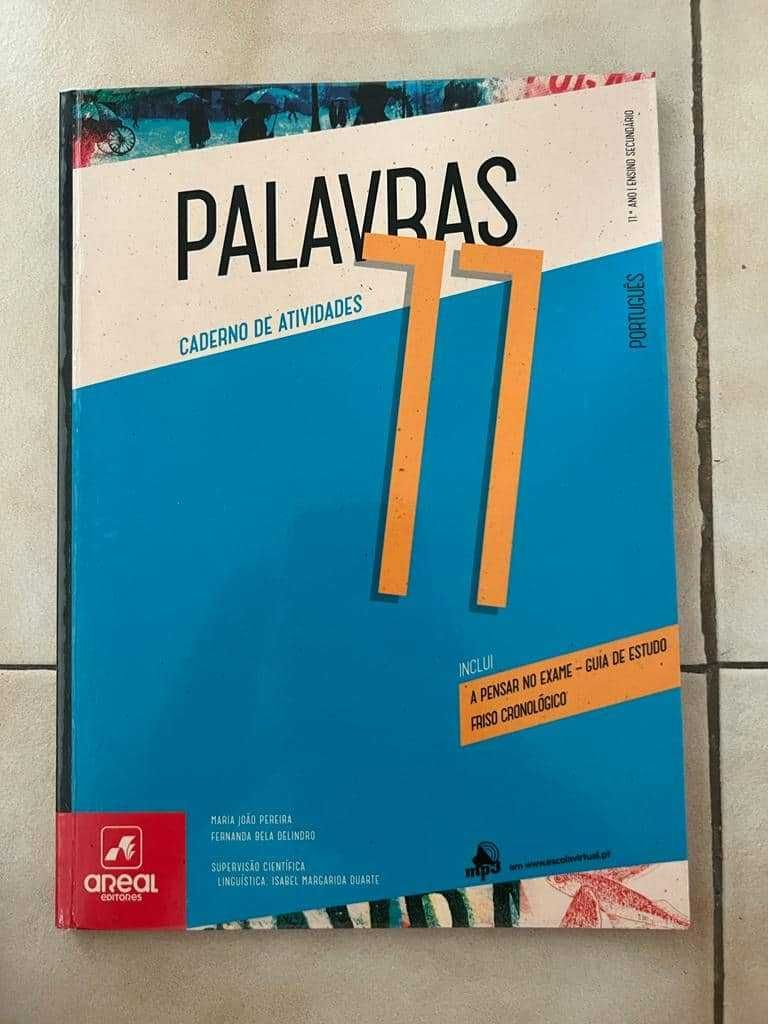 PALAVRAS
11
CADERNO DE ATIVIDADES
11.º ANO | ENSINO SECUNDÁRIO
PORTUGUÊS
INCLUI
A PENSAR NO EXAME – GUIA DE ESTUDO
FRISO CRONOLÓGICO
MARIA JOÃO PEREIRA
FERNANDA BELA DELINDRO
SUPERVISÃO CIENTÍFICA
LINGUÍSTICA: ISABEL MARGARIDA DUARTE
mp3 em www.escolavirtual.pt
areal
EDITORES